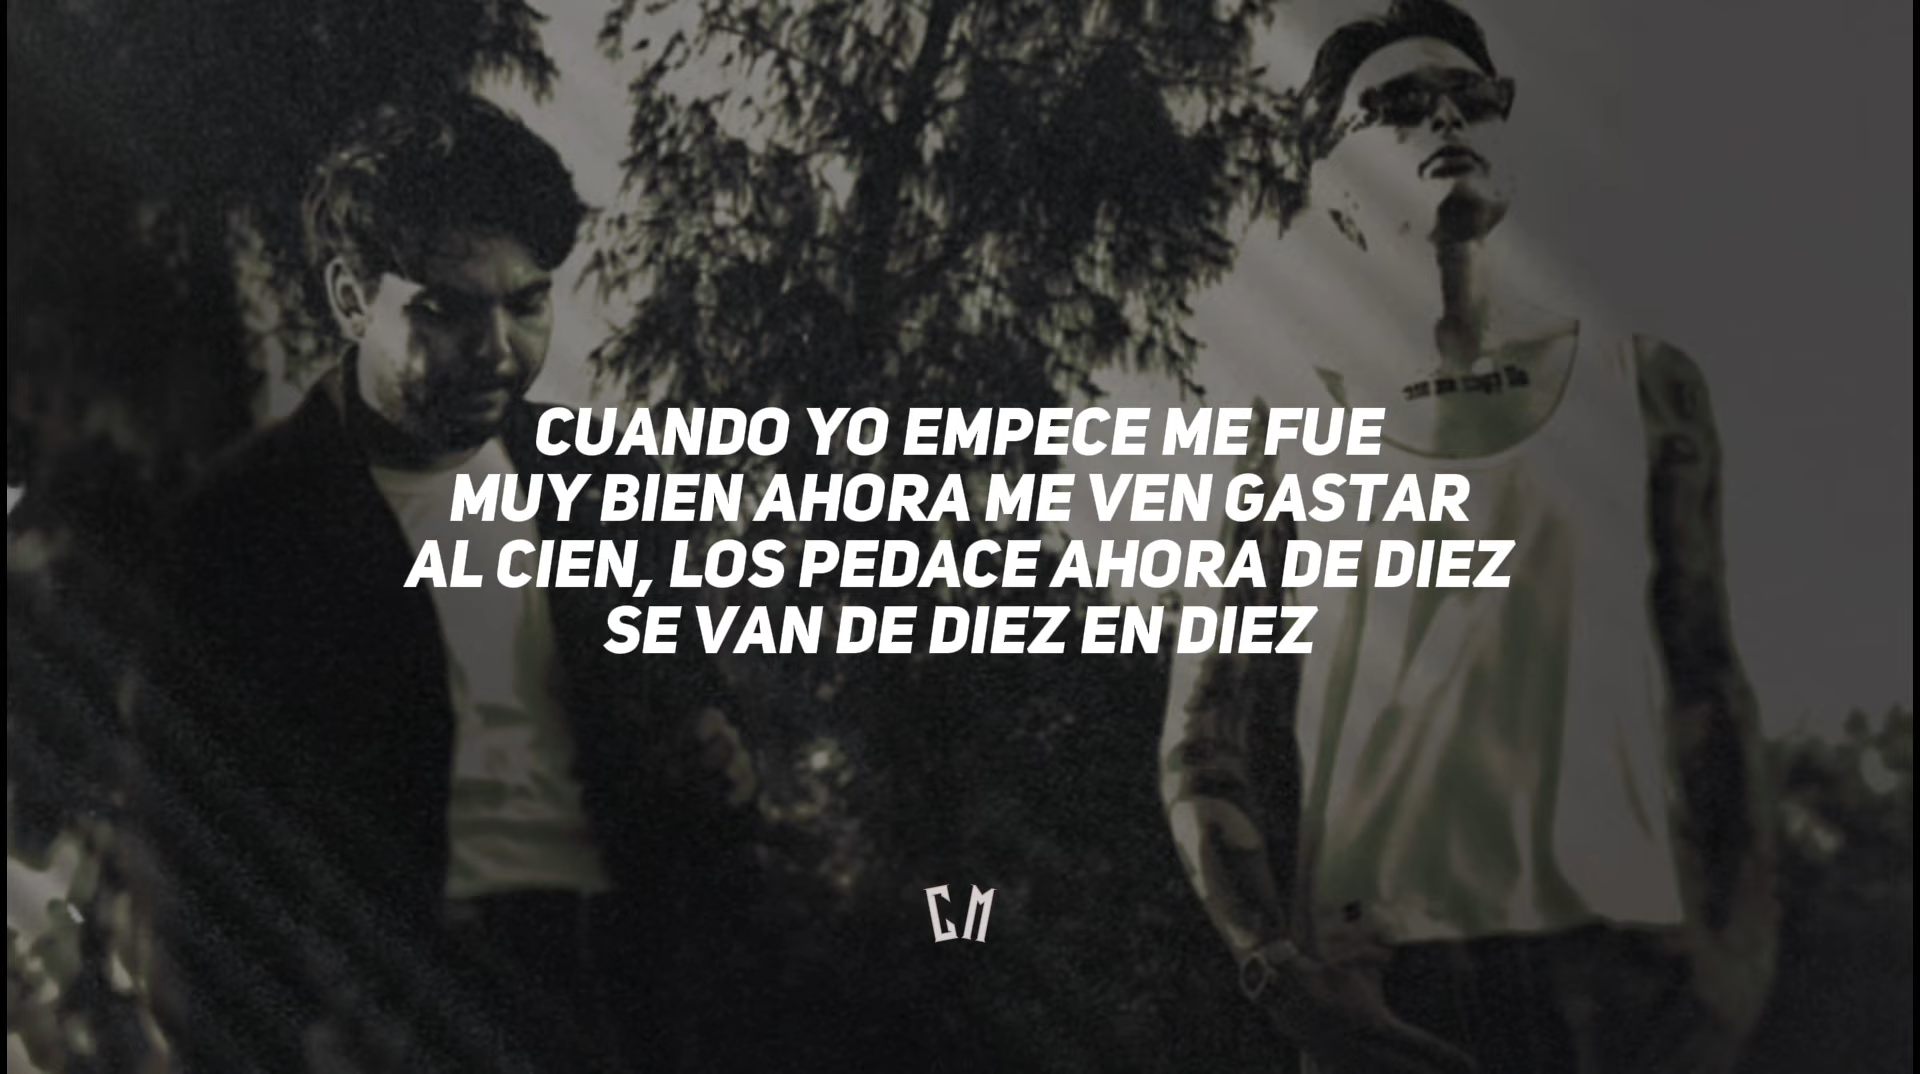 CUANDO YO EMPECE ME FUE
MUY BIEN AHORA ME VEN GASTAR
AL CIEN, LOS PEDACE AHORA DE DIEZ
SE VAN DE DIEZ EN DIEZ
CM